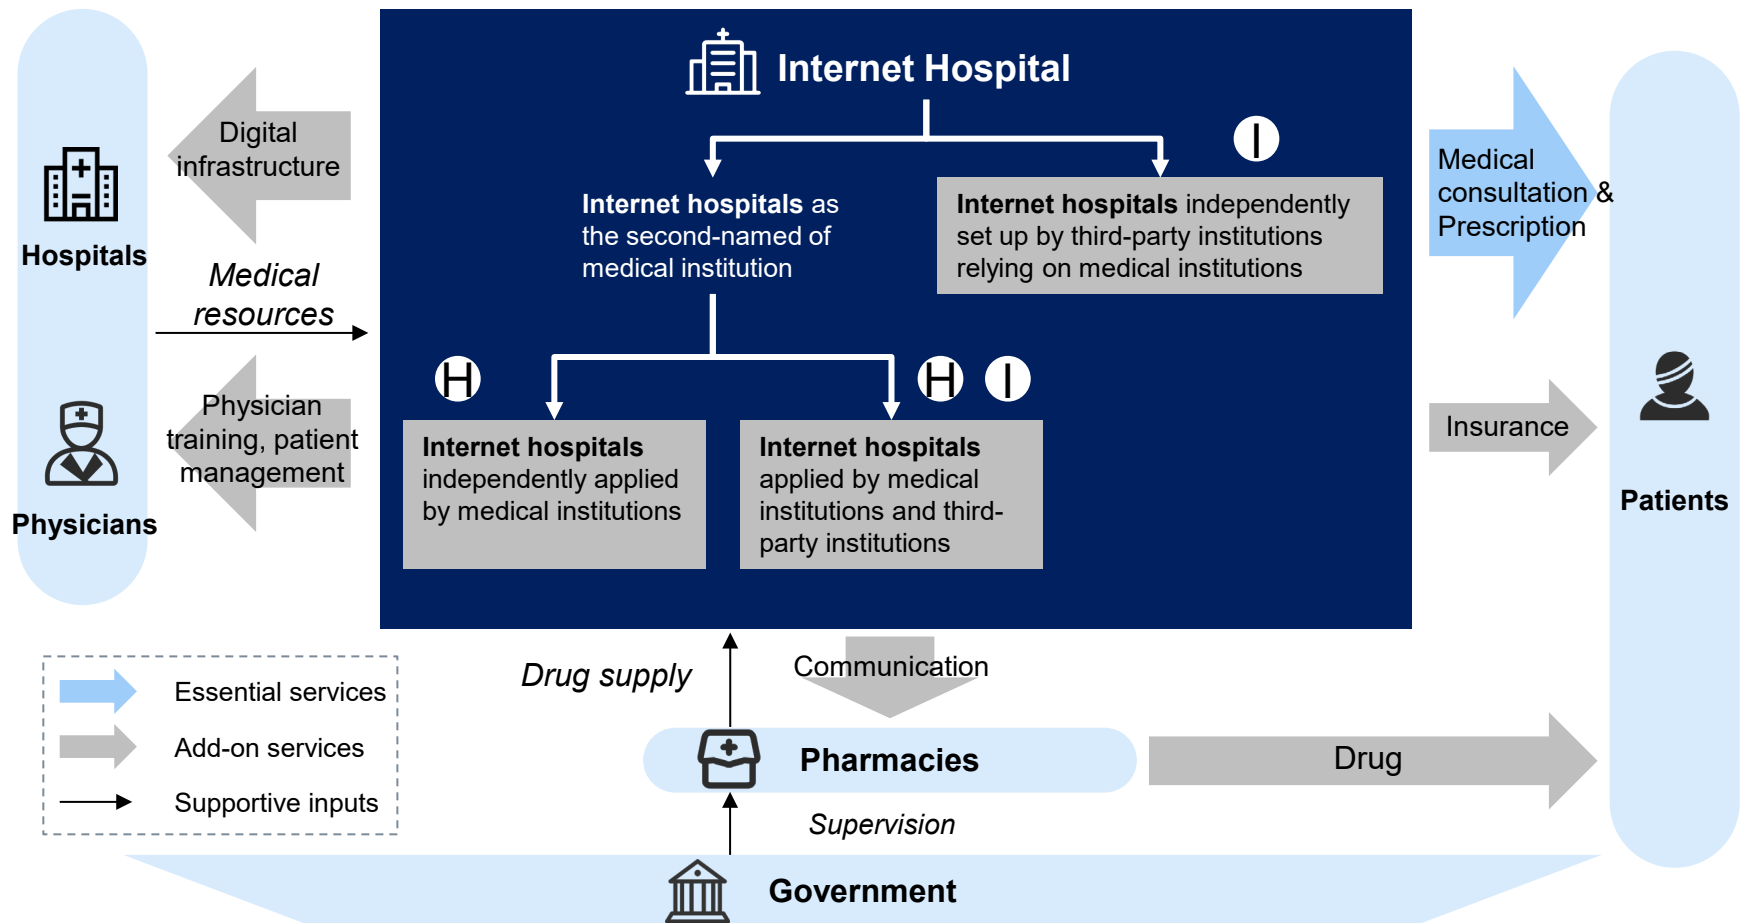 Internet Hospital
Digital
infrastructure
Hospitals
Medical
resources
Physician
training, patient
management
Physicians
I
Internet hospitals as
the second-named of
medical institution
Internet hospitals independently
set up by third-party institutions
relying on medical institutions
H
H
I
Internet hospitals
independently applied
by medical institutions
Internet hospitals
applied by medical
institutions and third-
party institutions
Medical
consultation &
Prescription
Insurance
Patients
Essential services
Add-on services
Supportive inputs
Drug supply
Communication
Pharmacies
Drug
Supervision
Government